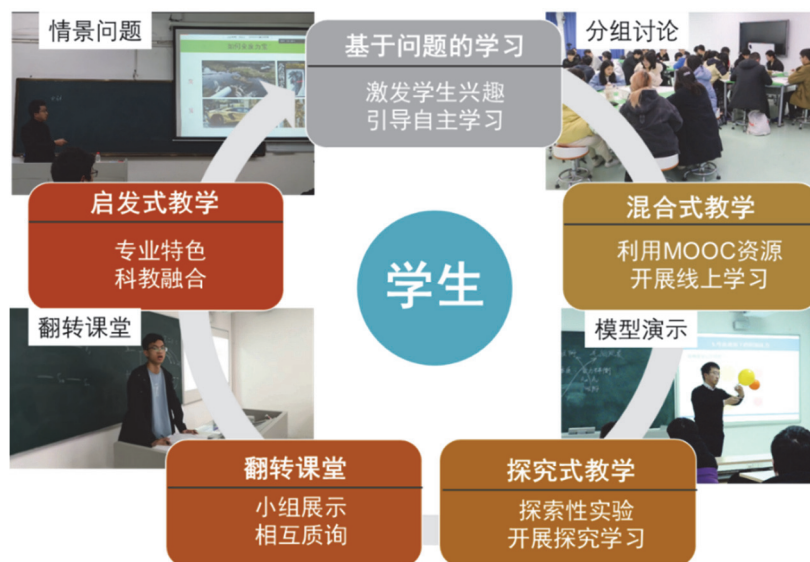 情景问题
基于问题的学习
激发学生兴趣
引导自主学习
分组讨论
启发式教学
专业特色
科教融合
学生
混合式教学
利用MOOC资源
开展线上学习
翻转课堂
模型演示
翻转课堂
小组展示
相互质询
探究式教学
探索性实验
开展探究学习